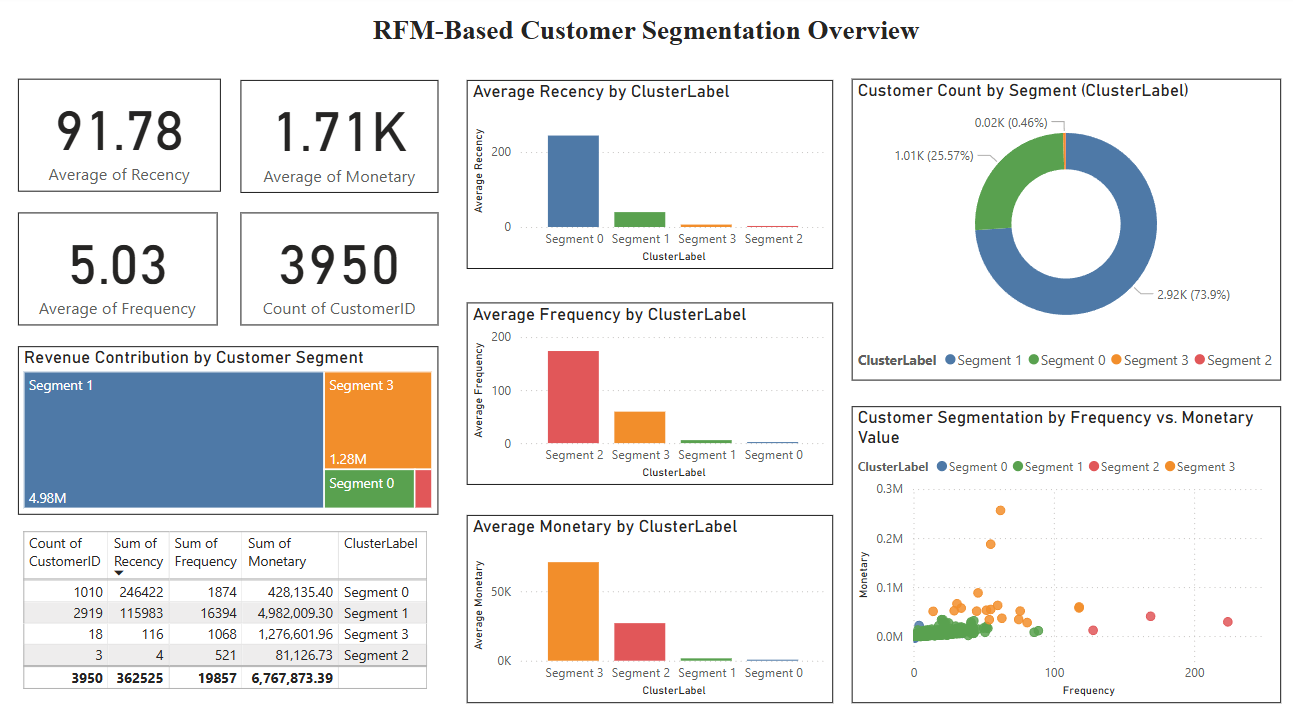 RFM-Based Customer Segmentation Overview
91.78
Average of Recency
1.71K
Average of Monetary
5.03
Average of Frequency
3950
Count of CustomerID
Revenue Contribution by Customer Segment
Segment 1
4.98M
Segment 3
1.28M
Segment 0
Count of CustomerID Sum of Recency Sum of Frequency Sum of Monetary ClusterLabel
1010 246422 1874 428,135.40 Segment 0
2919 115983 16394 4,982,009.30 Segment 1
18 116 1068 1,276,601.96 Segment 3
3 4 521 81,126.73 Segment 2
3950 362525 19857 6,767,873.39
Average Recency by ClusterLabel
Average Recency
200
0
Segment 0 Segment 1 Segment 3 Segment 2
ClusterLabel
Average Frequency by ClusterLabel
Average Frequency
200
100
0
Segment 2 Segment 3 Segment 1 Segment 0
ClusterLabel
Average Monetary by ClusterLabel
Average Monetary
50K
0K
Segment 3 Segment 2 Segment 1 Segment 0
ClusterLabel
Customer Count by Segment (ClusterLabel)
0.02K (0.46%)
1.01K (25.57%)
2.92K (73.9%)
ClusterLabel Segment 1 Segment 0 Segment 3 Segment 2
Customer Segmentation by Frequency vs. Monetary
Value
ClusterLabel Segment 0 Segment 1 Segment 2 Segment 3
Monetary
0.3M
0.2M
0.1M
0.0M
0 100 200
Frequency